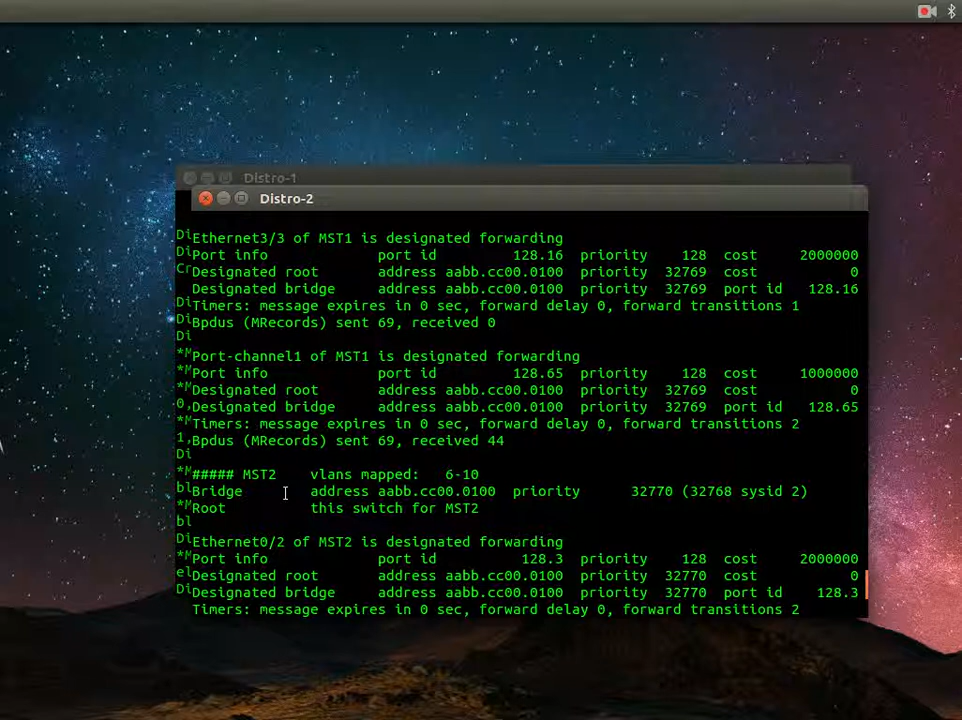 Distro-1
Distro-2
Ethernet3/3 of MST1 is designated forwarding
Port info port id 128.16 priority 128 cost 2000000
Designated root address aabb.cc00.0100 priority 32769 cost 0
Designated bridge address aabb.cc00.0100 priority 32769 port id 128.16
Timers: message expires in 0 sec, forward delay 0, forward transitions 1
Bpdus (MRecords) sent 69, received 0
Port-channel1 of MST1 is designated forwarding
Port info port id 128.65 priority 128 cost 1000000
Designated root address aabb.cc00.0100 priority 32769 cost 0
Designated bridge address aabb.cc00.0100 priority 32769 port id 128.65
Timers: message expires in 0 sec, forward delay 0, forward transitions 2
Bpdus (MRecords) sent 69, received 44
##### MST2 vlans mapped: 6-10
Bridge address aabb.cc00.0100 priority 32770 (32768 sysid 2)
Root this switch for MST2
Ethernet0/2 of MST2 is designated forwarding
Port info port id 128.3 priority 128 cost 2000000
Designated root address aabb.cc00.0100 priority 32770 cost 0
Designated bridge address aabb.cc00.0100 priority 32770 port id 128.3
Timers: message expires in 0 sec, forward delay 0, forward transitions 2